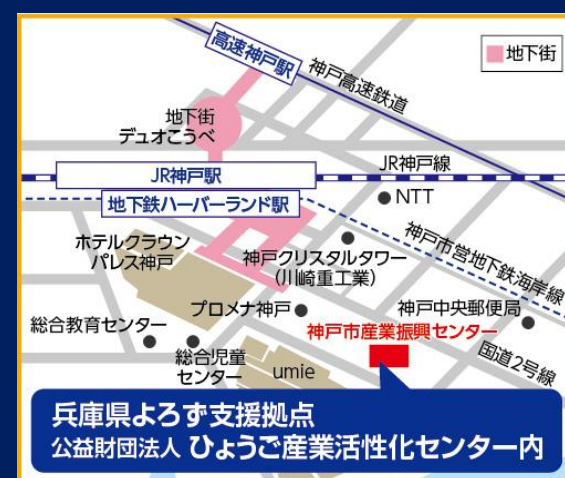 高速神戸駅
神戸高速鉄道
地下街
地下街
デュオこうべ
JR神戸駅
JR神戸線
地下鉄ハーバーランド駅
NTT
ホテルクラウン
パレス神戸
神戸クリスタルタワー
(川崎重工業)
神戸市営地下鉄海岸線
プロメナ神戸
神戸中央郵便局
総合教育センター
神戸市産業振興センター
総合児童
センター
umie
国道2号線
兵庫県よろず支援拠点
公益財団法人 ひょうご産業活性化センター内